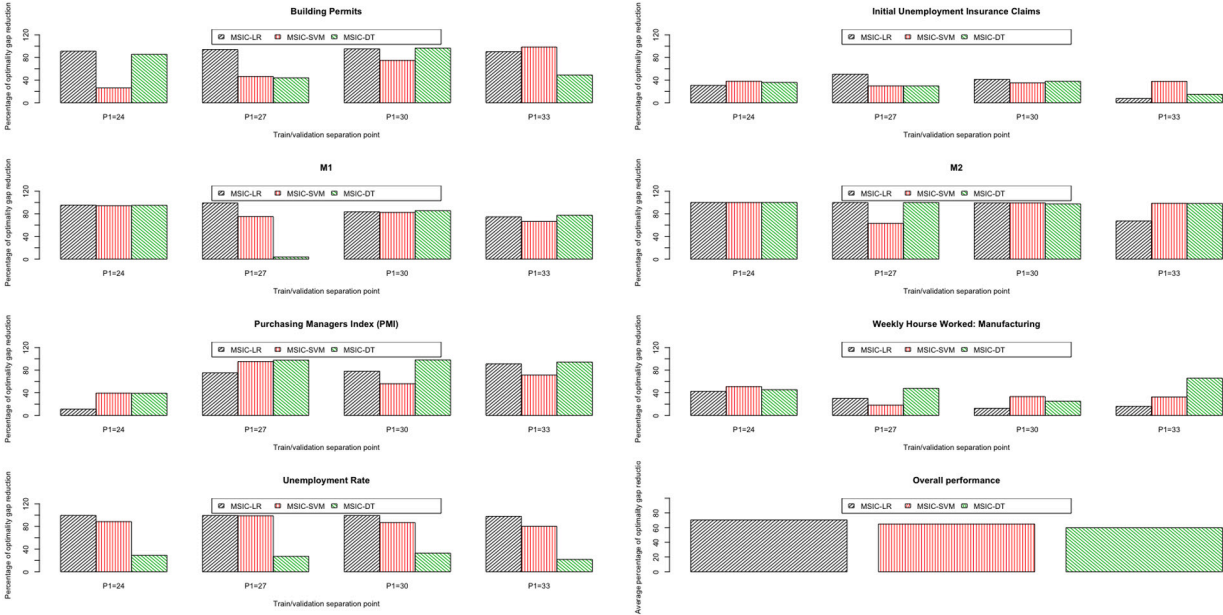 Building Permits
Percentage of optimality gap reduction
120
80
40
0
MSIC-LR MSIC-SVM MSIC-DT
P1=24 P1=27 P1=30 P1=33
Train/validation separation point
Initial Unemployment Insurance Claims
Percentage of optimality gap reduction
120
80
40
0
MSIC-LR MSIC-SVM MSIC-DT
P1=24 P1=27 P1=30 P1=33
Train/validation separation point
M1
Percentage of optimality gap reduction
120
80
40
0
MSIC-LR MSIC-SVM MSIC-DT
P1=24 P1=27 P1=30 P1=33
Train/validation separation point
M2
Percentage of optimality gap reduction
120
80
40
0
MSIC-LR MSIC-SVM MSIC-DT
P1=24 P1=27 P1=30 P1=33
Train/validation separation point
Purchasing Managers Index (PMI)
Percentage of optimality gap reduction
120
80
40
0
MSIC-LR MSIC-SVM MSIC-DT
P1=24 P1=27 P1=30 P1=33
Train/validation separation point
Weekly Hourse Worked: Manufacturing
Percentage of optimality gap reduction
120
80
40
0
MSIC-LR MSIC-SVM MSIC-DT
P1=24 P1=27 P1=30 P1=33
Train/validation separation point
Unemployment Rate
Percentage of optimality gap reduction
120
80
40
0
MSIC-LR MSIC-SVM MSIC-DT
P1=24 P1=27 P1=30 P1=33
Train/validation separation point
Overall performance
Average percentage of optimality gap reductio
80
60
40
20
0
MSIC-LR MSIC-SVM MSIC-DT